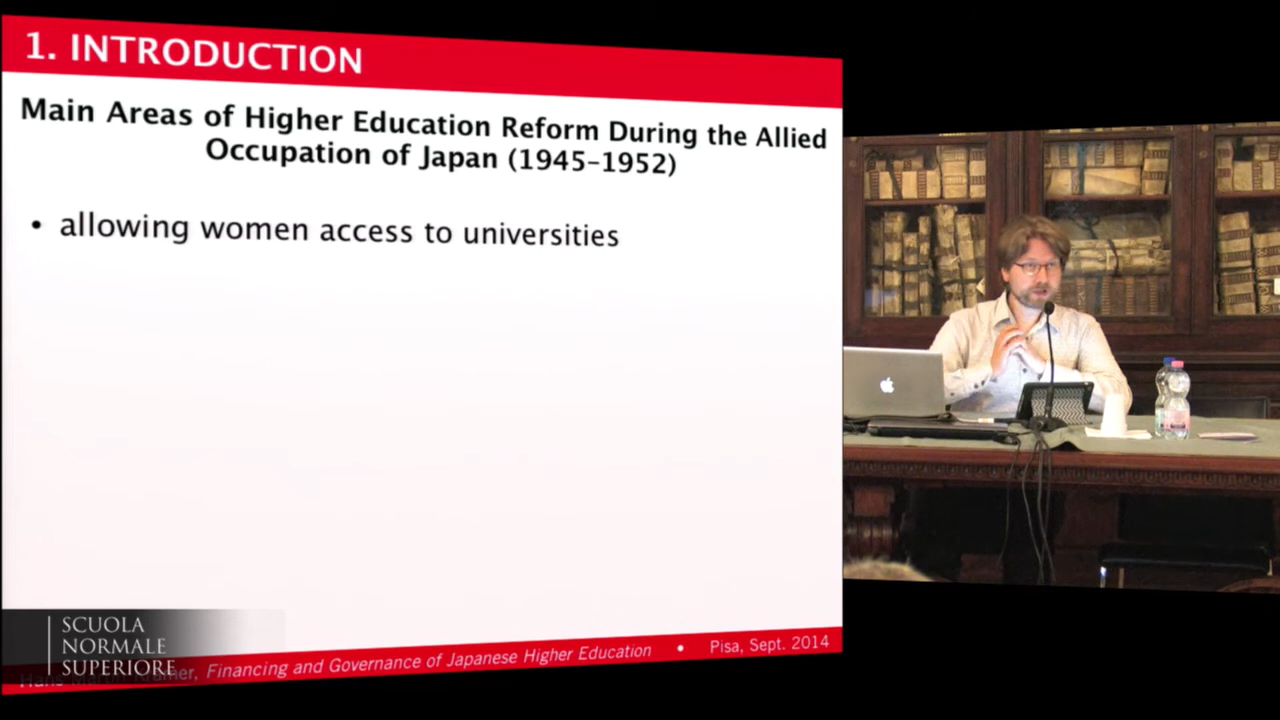 1. INTRODUCTION
Main Areas of Higher Education Reform During the Allied
Occupation of Japan (1945–1952)
• allowing women access to universities
SCUOLA
NORMALE
SUPERIORE
Financing and Governance of Japanese Higher Education • Pisa, Sept. 2014